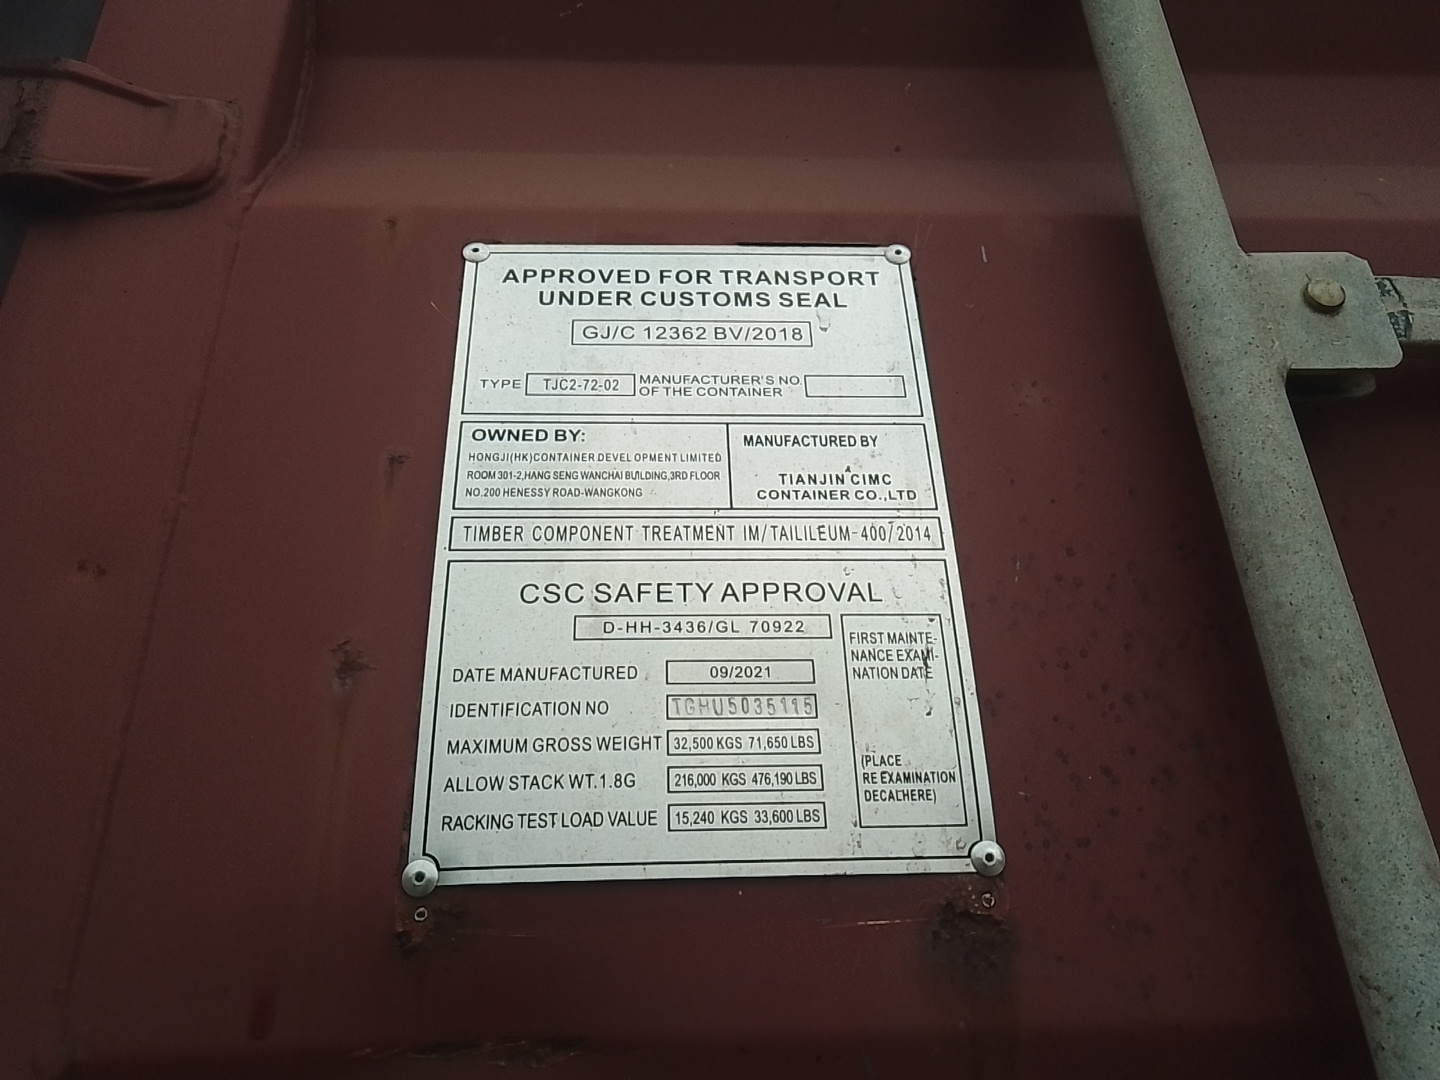 APPROVED FOR TRANSPORT
UNDER CUSTOMS SEAL
GJ/C 12362 BV/2018
TYPE TJC2-72-02 MANUFACTURER'S NO.
OF THE CONTAINER
OWNED BY:
HONGJI(HK)CONTAINER DEVELOPMENT LIMITED
ROOM 301-2,HANG SENG WANCHAI BUILDING,3RD FLOOR
NO.200 HENESSY ROAD-WANGKONG
MANUFACTURED BY
TIANJIN CIMC
CONTAINER CO.,LTD
TIMBER COMPONENT TREATMENT IM/TAILILEUM-400/2014
CSC SAFETY APPROVAL
D-HH-3436/GL 70922
DATE MANUFACTURED 09/2021
IDENTIFICATION NO TGHU5035115
MAXIMUM GROSS WEIGHT 32,500 KGS 71,650 LBS
ALLOW STACK WT.1.8G 216,000 KGS 476,190 LBS
RACKING TEST LOAD VALUE 15,240 KGS 33,600 LBS
FIRST MAINTE-
NANCE EXAMI-
NATION DATE
(PLACE
RE EXAMINATION
DECALHERE)